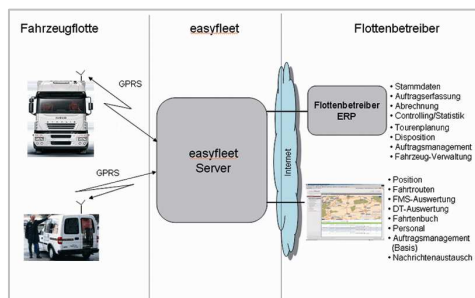 Fahrzeugflotte
easyfleet
Flottenbetreiber
GPRS
GPRS
easyfleet
Server
Internet
Flottenbetreiber
ERP
• Stammdaten
• Auftragserfassung
• Abrechnung
• Controlling/Statistik
• Tourenplanung
• Disposition
• Auftragsmanagement
• Fahrzeug-Verwaltung
• Position
• Fahrtrouten
• FMS-Auswertung
• DT-Auswertung
• Fahrtenbuch
• Personal
• Auftragsmanagement
(Basis)
• Nachrichtenaustausch